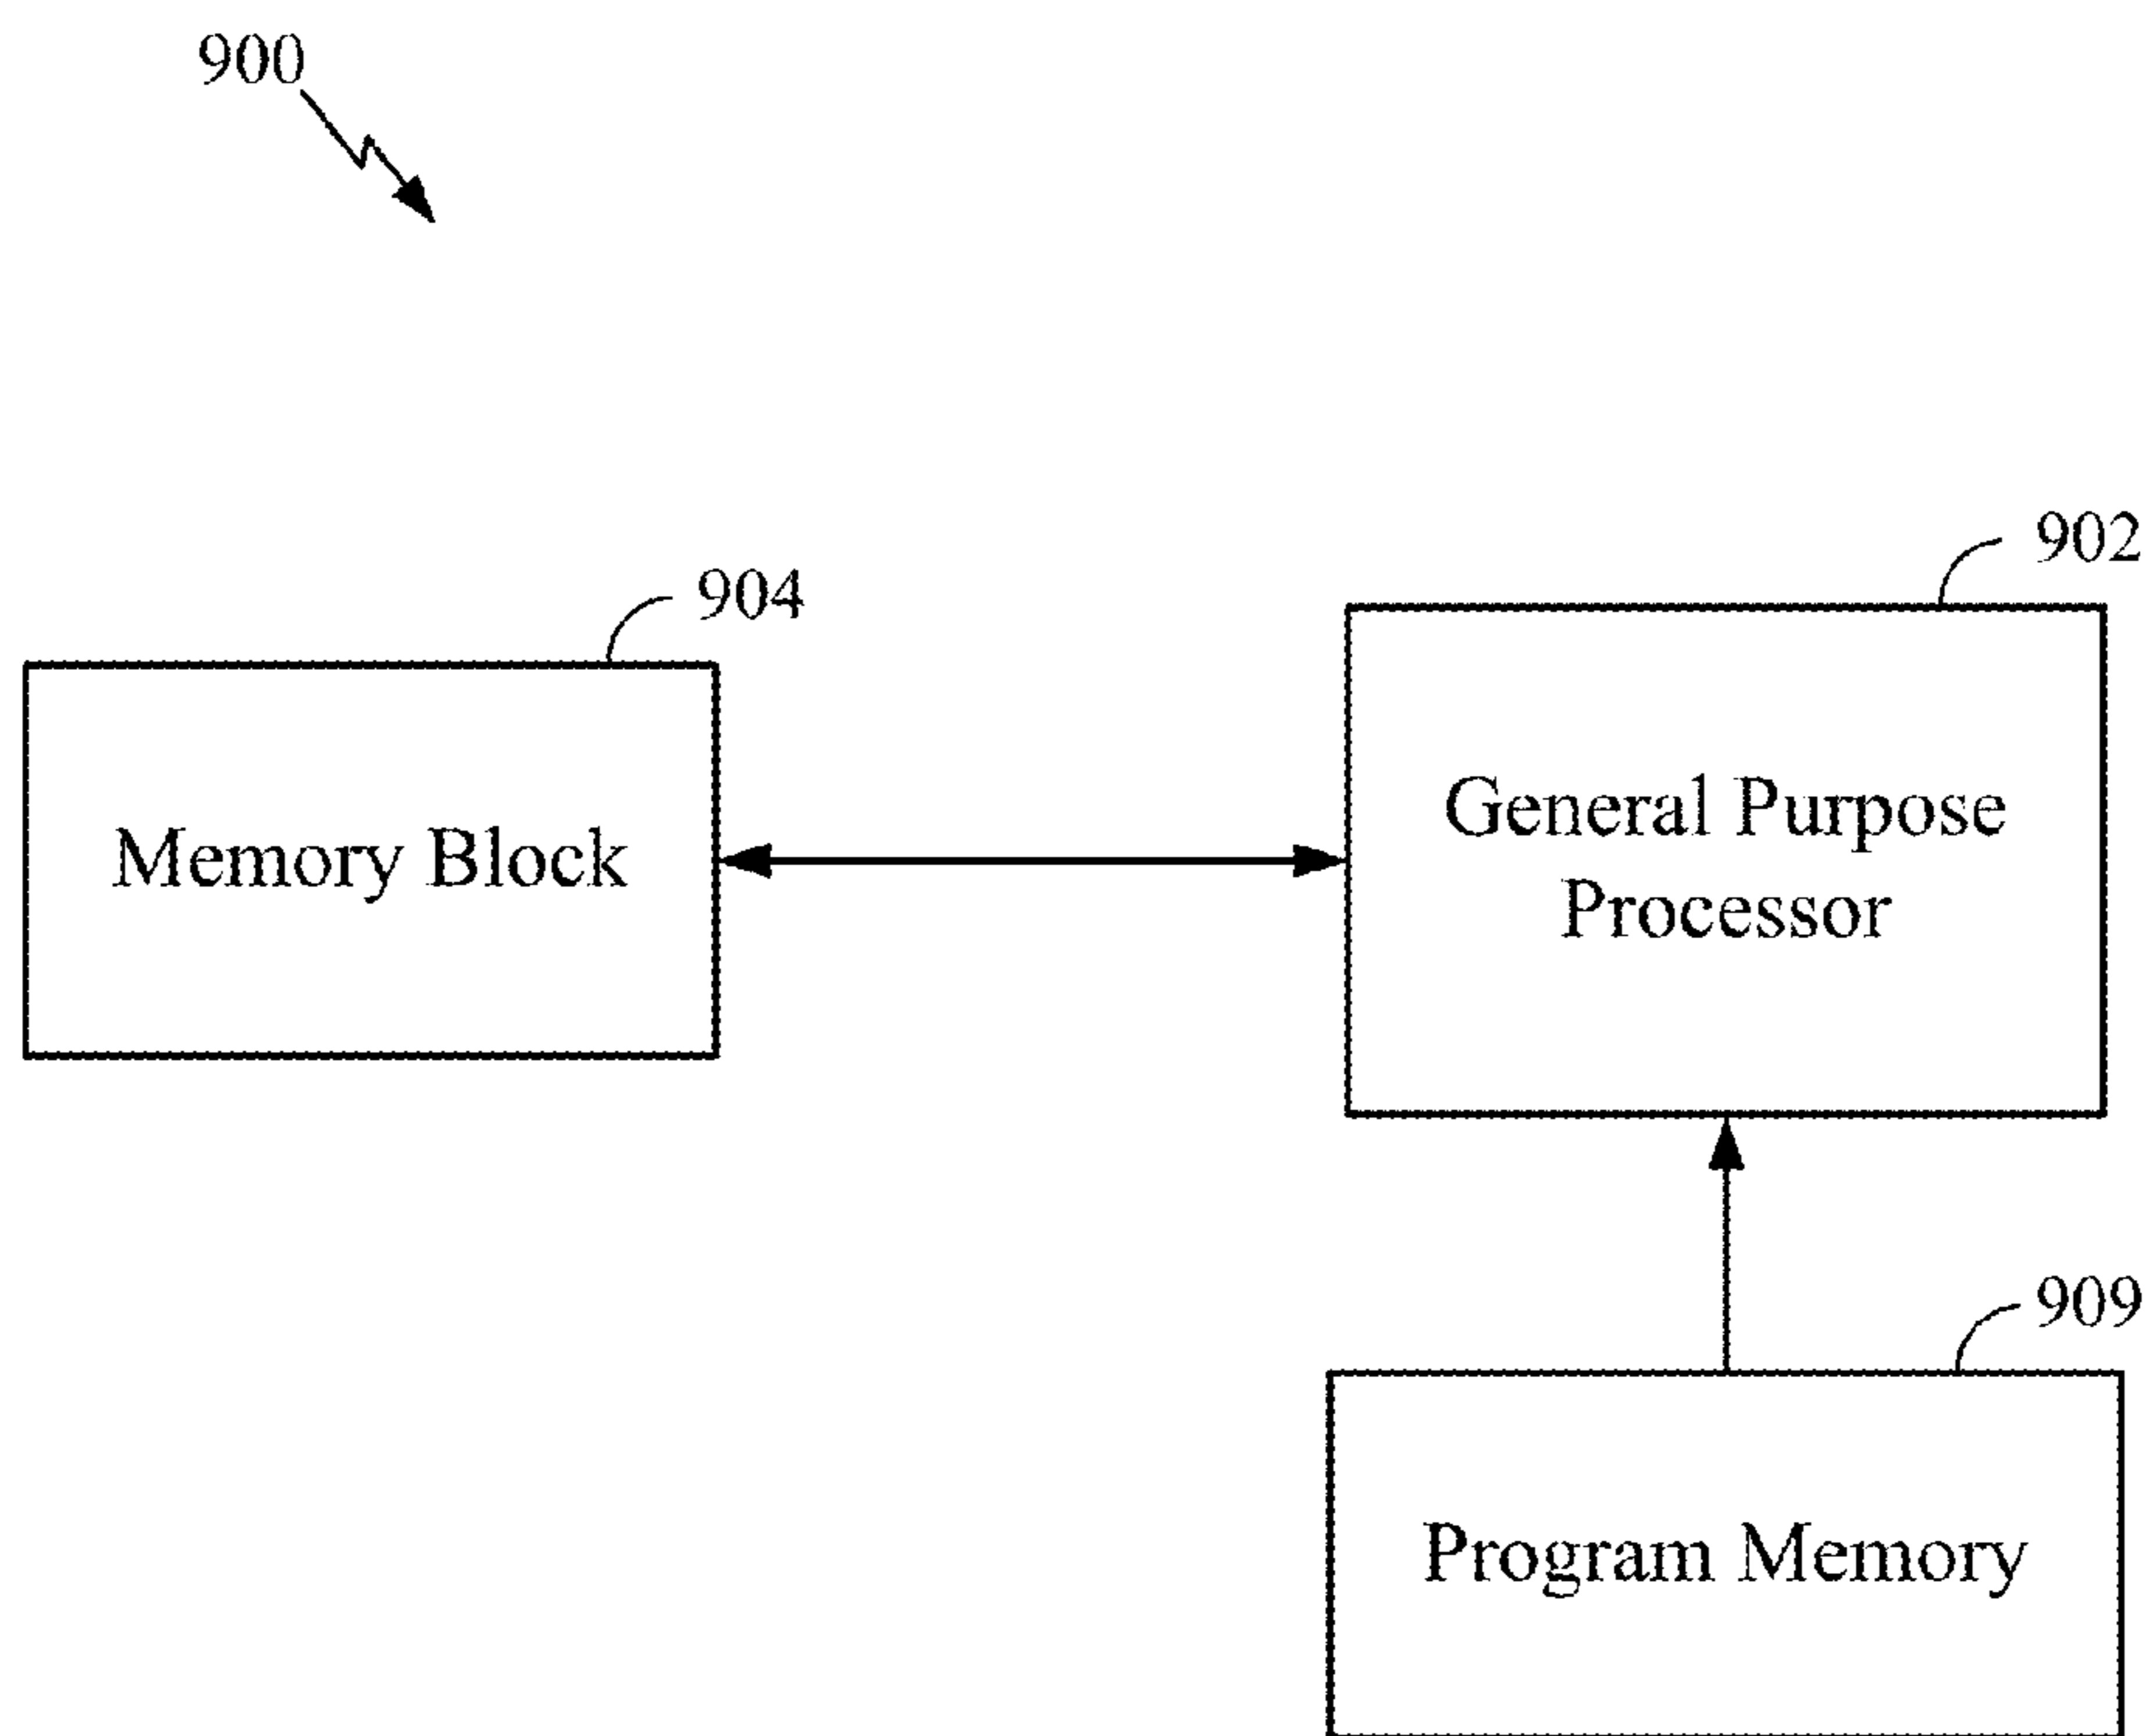 900
902
904
General Purpose
Processor
Memory Block
909
Program Memory